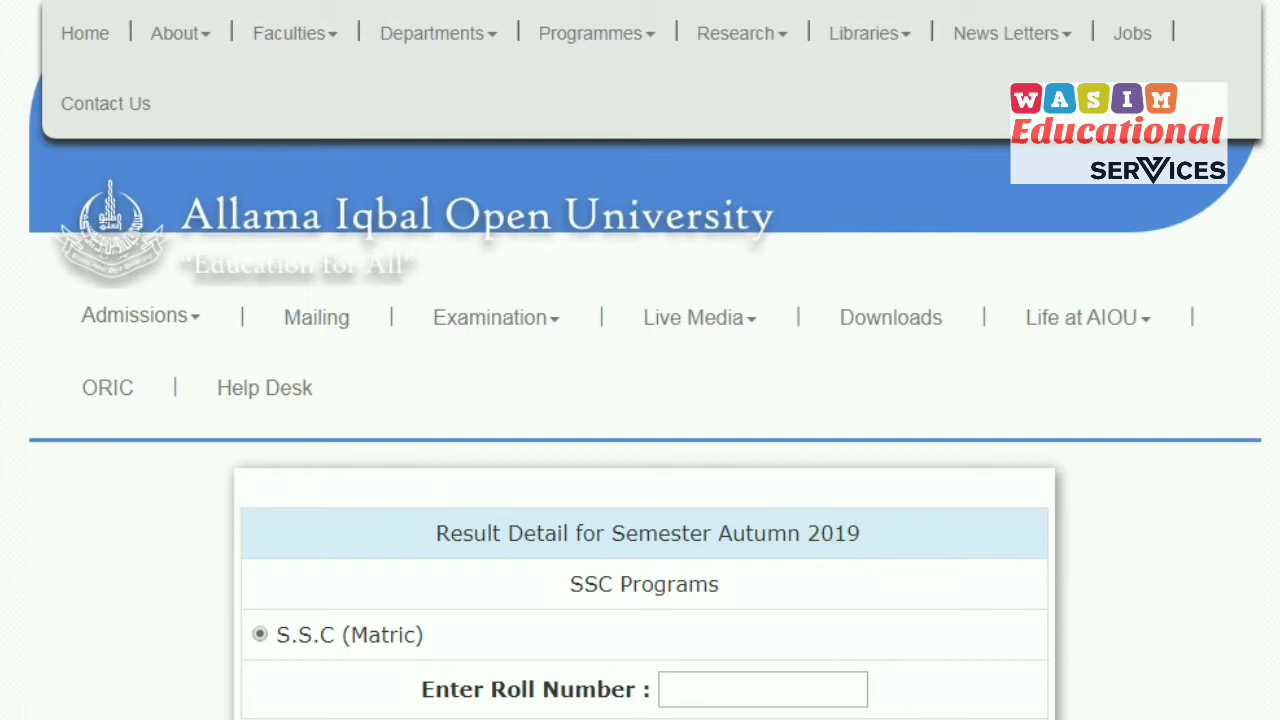 Home | About | Faculties | Departments | Programmes | Research | Libraries | News Letters | Jobs |
Contact Us
WASIM
Educational
SERVICES
Allama Iqbal Open University
"Education for All"
Admissions | Mailing | Examination | Live Media | Downloads | Life at AIOU |
ORIC | Help Desk
Result Detail for Semester Autumn 2019
SSC Programs
S.S.C (Matric)
Enter Roll Number :